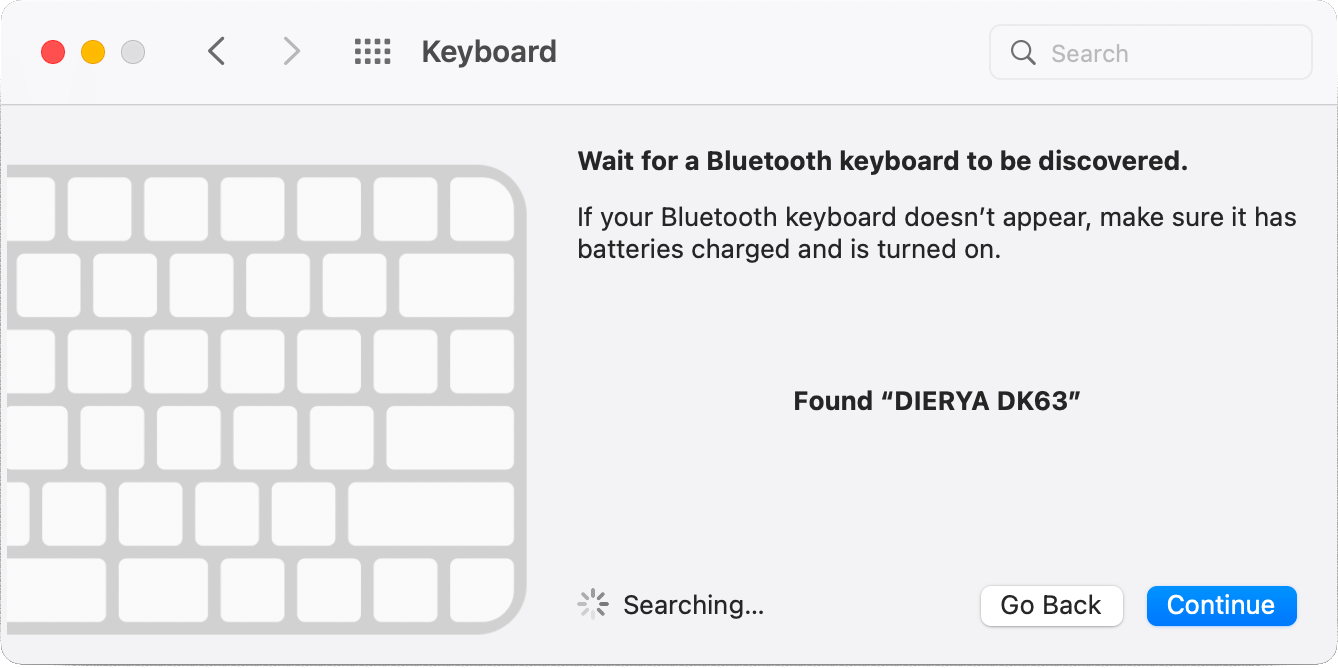 Keyboard
Search
Wait for a Bluetooth keyboard to be discovered.
If your Bluetooth keyboard doesn’t appear, make sure it has
batteries charged and is turned on.
Found “DIERYA DK63”
Searching...
Go Back
Continue